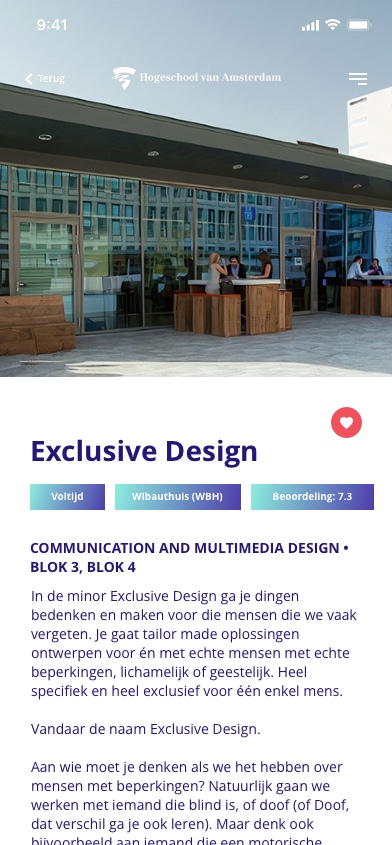 9:41
Terug
Hogeschool van Amsterdam
Exclusive Design
Voltijd
Wibauthuis (WBH)
Beoordeling: 7.3
COMMUNICATION AND MULTIMEDIA DESIGN •
BLOK 3, BLOK 4
In de minor Exclusive Design ga je dingen
bedenken en maken voor die mensen die we vaak
vergeten. Je gaat tailor made oplossingen
ontwerpen voor én met echte mensen met echte
beperkingen, lichamelijk of geestelijk. Heel
specifiek en heel exclusief voor één enkel mens.
Vandaar de naam Exclusive Design.
Aan wie moet je denken als we het hebben over
mensen met beperkingen? Natuurlijk gaan we
werken met iemand die blind is, of doof (of Doof,
dat verschil ga je ook leren). Maar denk ook
bijvoorbeeld aan iemand die een motorische